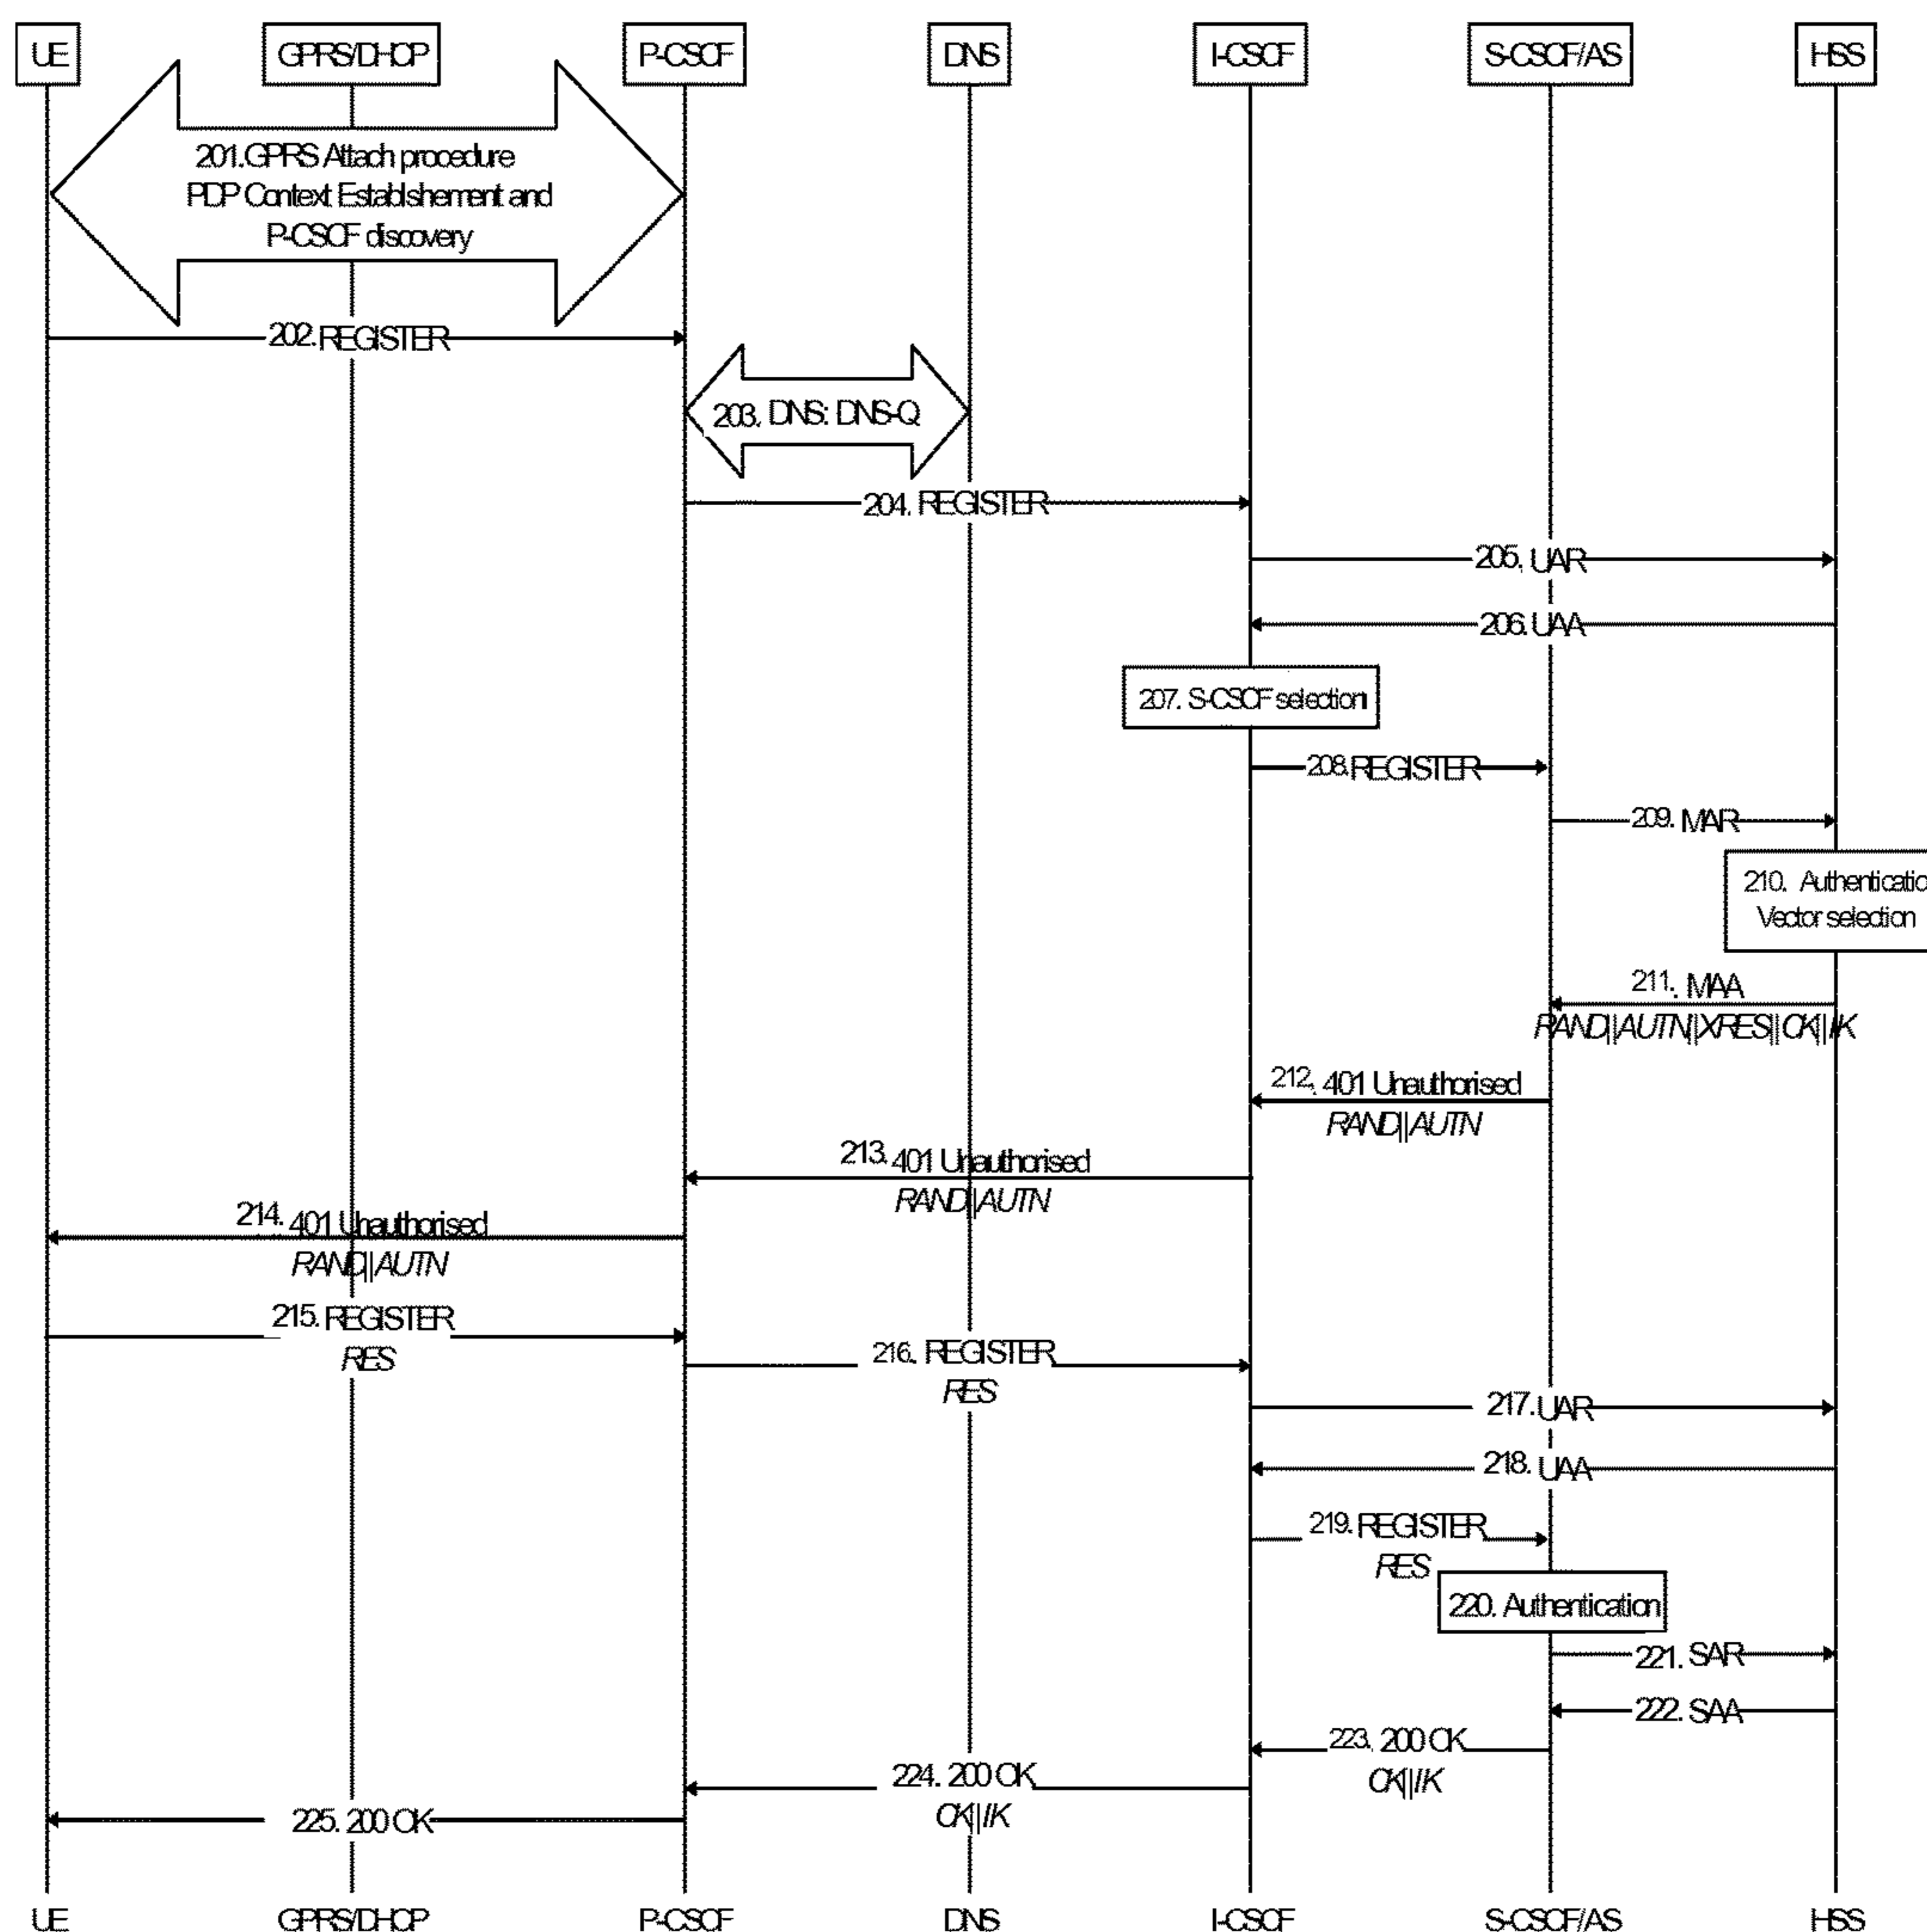 UE
GPRS/DHCP
P-CSCF
DNS
I-CSCF
S-CSCF/AS
HSS
201.GPRS Attach procedure
PDP Context Establishement and
P-CSCF discovery
202. REGISTER
203. DNS: DNS-Q
204. REGISTER
205. UAR
206. UAA
207. S-CSCF selection
208. REGISTER
209. MAR
210. Authenticatio
Vector selection
211. MAA
RAND||AUTN||XRES||CK||IK
212. 401 Unauthorised
RAND||AUTN
213. 401 Unauthorised
RAND||AUTN
214. 401 Unauthorised
RAND||AUTN
215. REGISTER
RES
216. REGISTER
RES
217. UAR
218. UAA
219. REGISTER
RES
220. Authentication
221. SAR
222. SAA
223. 200 OK
CK||IK
224. 200 OK
CK||IK
225. 200 OK
UE
GPRS/DHCP
P-CSCF
DNS
I-CSCF
S-CSCF/AS
HSS